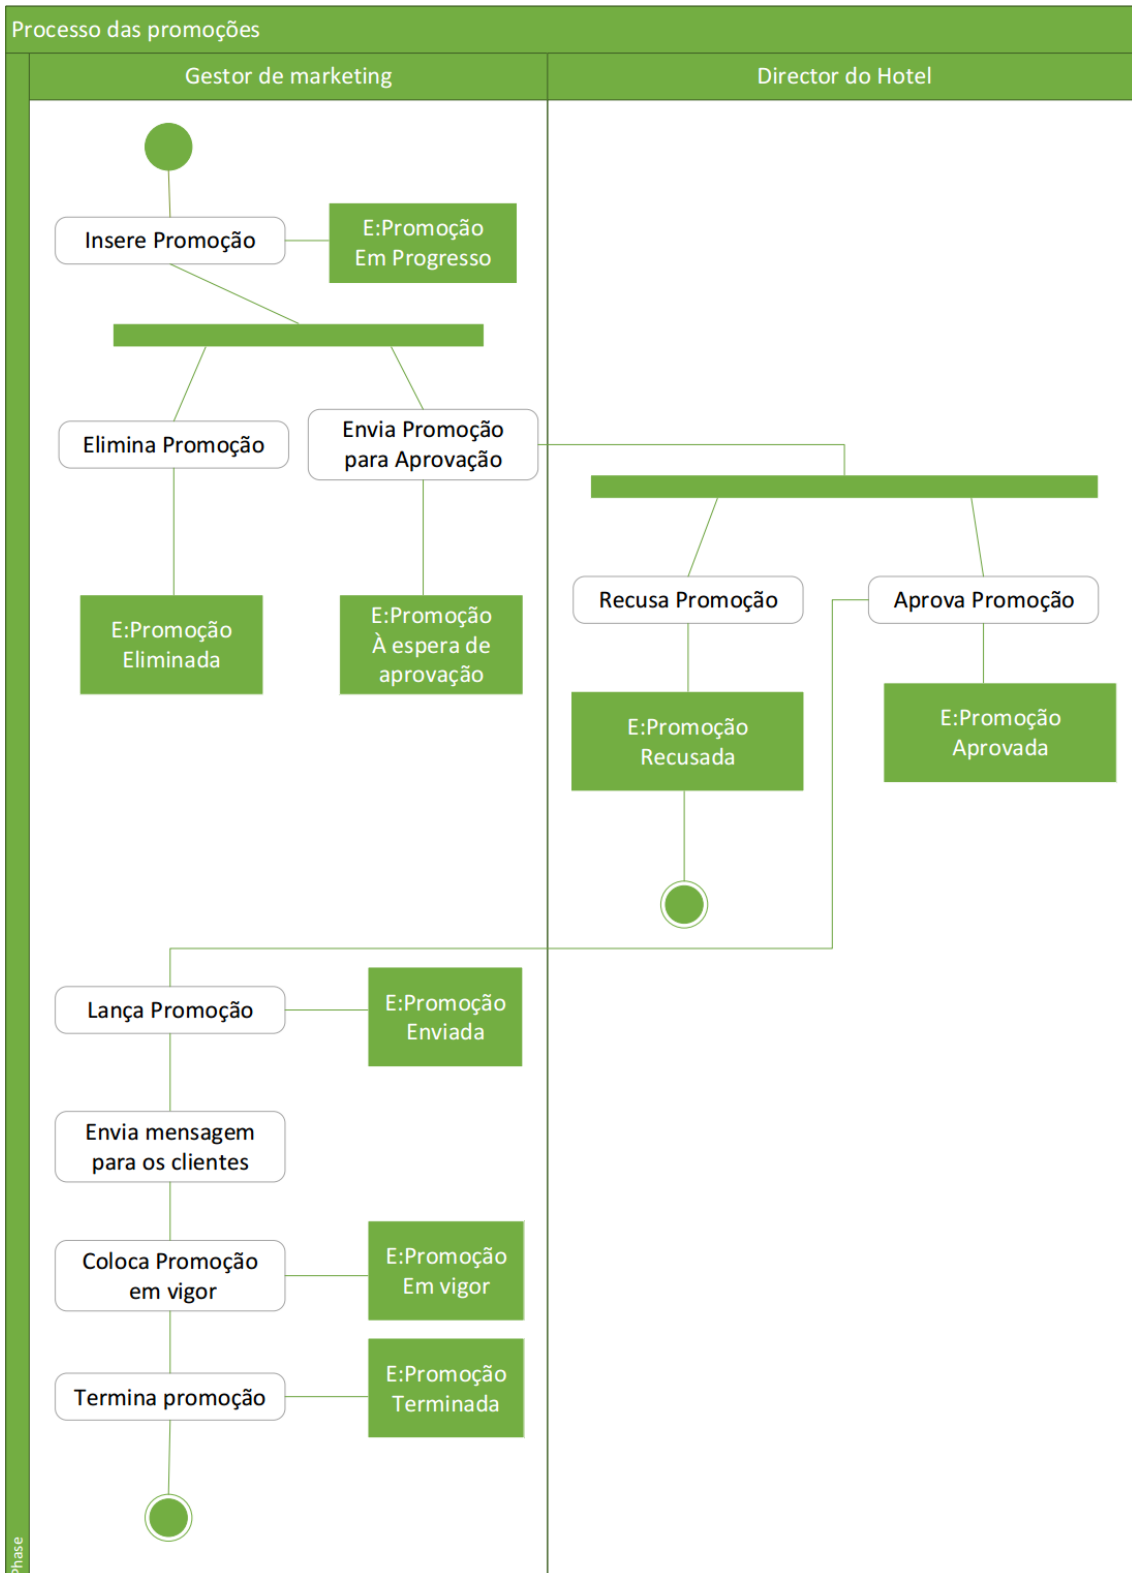 Processo das promoções
Gestor de marketing
Director do Hotel
Insere Promoção
E:Promoção
Em Progresso
Elimina Promoção
Envia Promoção
para Aprovação
Recusa Promoção
Aprova Promoção
E:Promoção
Eliminada
E:Promoção
À espera de
aprovação
E:Promoção
Recusada
E:Promoção
Aprovada
Lança Promoção
E:Promoção
Enviada
Envia mensagem
para os clientes
Coloca Promoção
em vigor
E:Promoção
Em vigor
Termina promoção
E:Promoção
Terminada
Phase